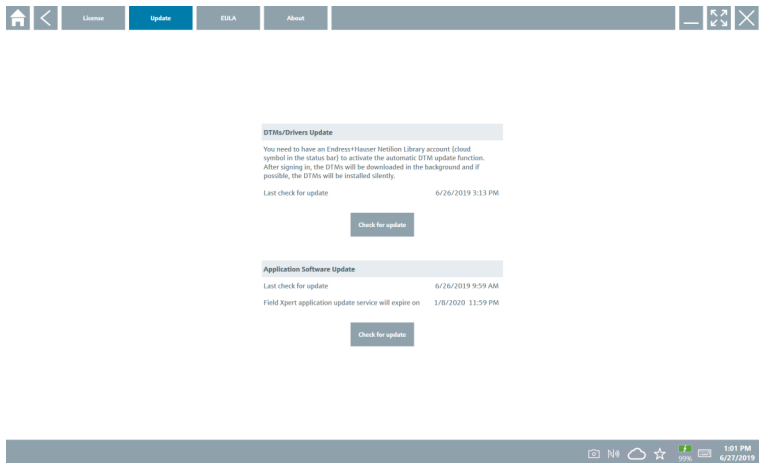 License Update EULA About
DTMs/Drivers Update
You need to have an Endress+Hauser Netilion Library account (cloud
symbol in the status bar) to activate the automatic DTM update function.
After signing in, the DTMs will be downloaded in the background and if
possible, the DTMs will be installed silently.
Last check for update 6/26/2019 3:13 PM
Check for update
Application Software Update
Last check for update 6/26/2019 9:59 AM
Field Xpert application update service will expire on 1/8/2020 11:59 PM
Check for update
99% 1:01 PM
6/27/2019